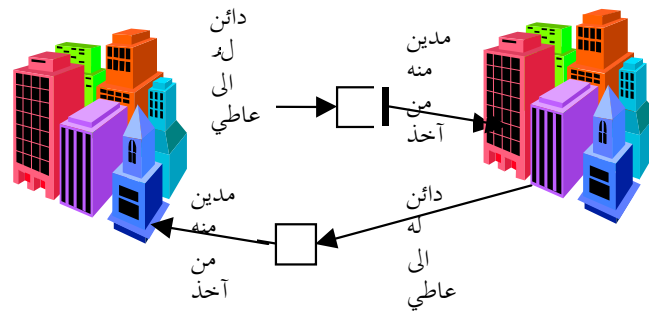 دائن
له
الى
عاطي
مدين
منه
من
آخذ
دائن
له
الى
عاطي
مدين
منه
من
آخذ